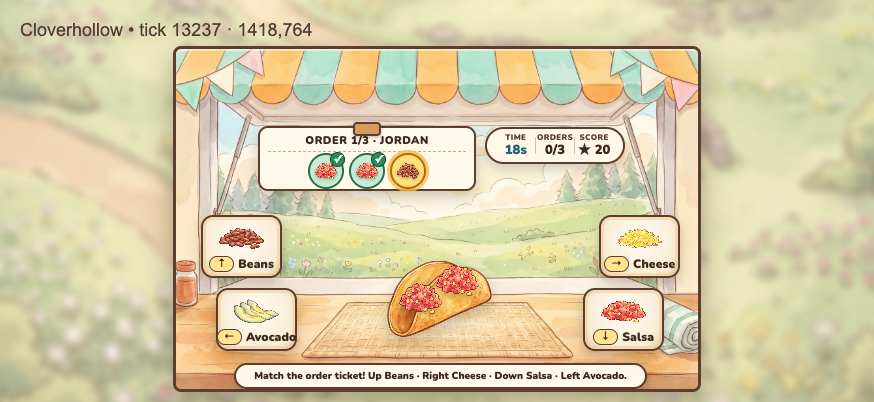 Cloverhollow • tick 13237 · 1418,764
ORDER 1/3 · JORDAN
TIME ORDERS SCORE
18s 0/3 ★ 20
↑ Beans
→ Cheese
← Avocado
↓ Salsa
Match the order ticket! Up Beans · Right Cheese · Down Salsa · Left Avocado.